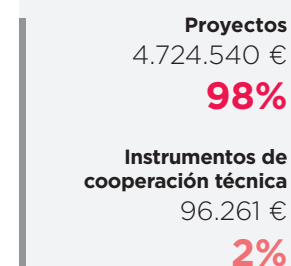 Proyectos
4.724.540 €
98%
Instrumentos de
cooperación técnica
96.261 €
2%